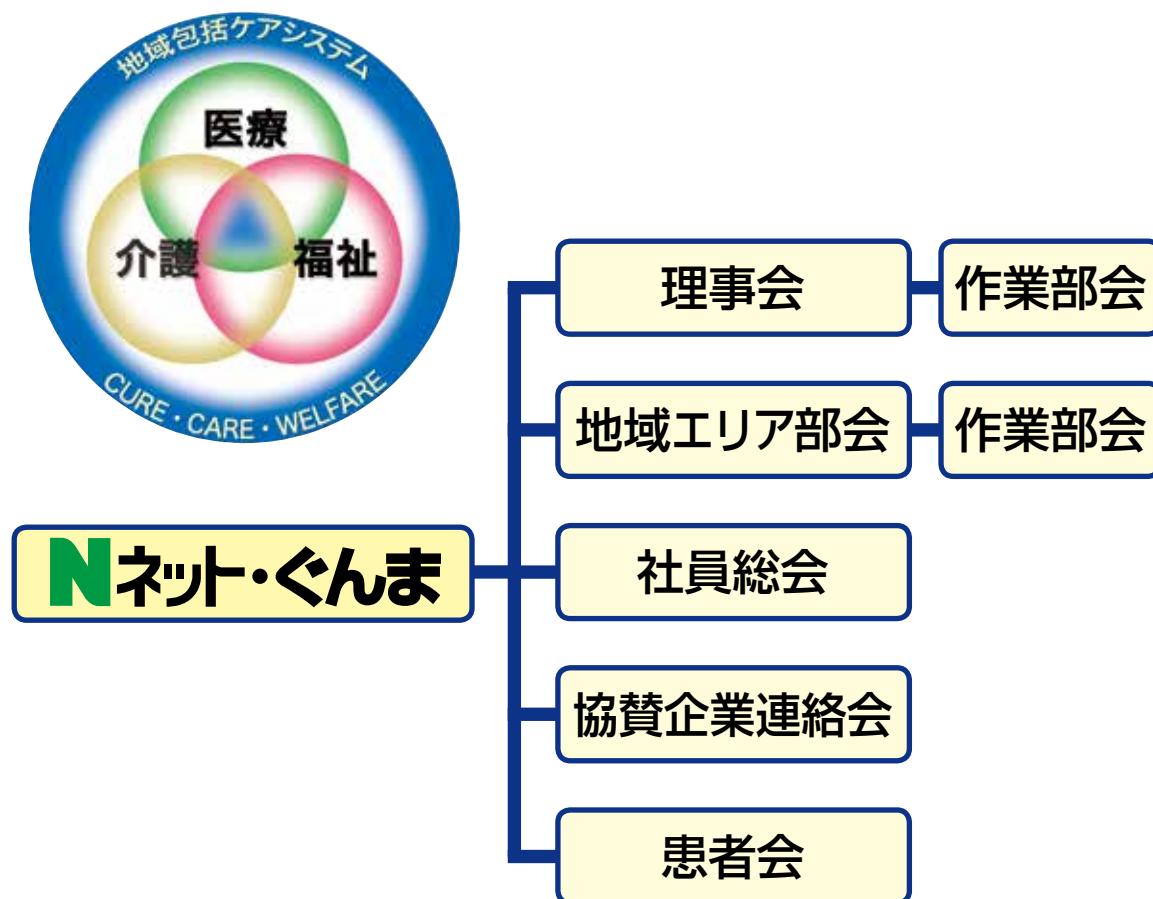 地域包括ケアシステム
医療
介護
福祉
CURE・CARE・WELFARE
Nネット・ぐんま
理事会
作業部会
地域エリア部会
作業部会
社員総会
協賛企業連絡会
患者会